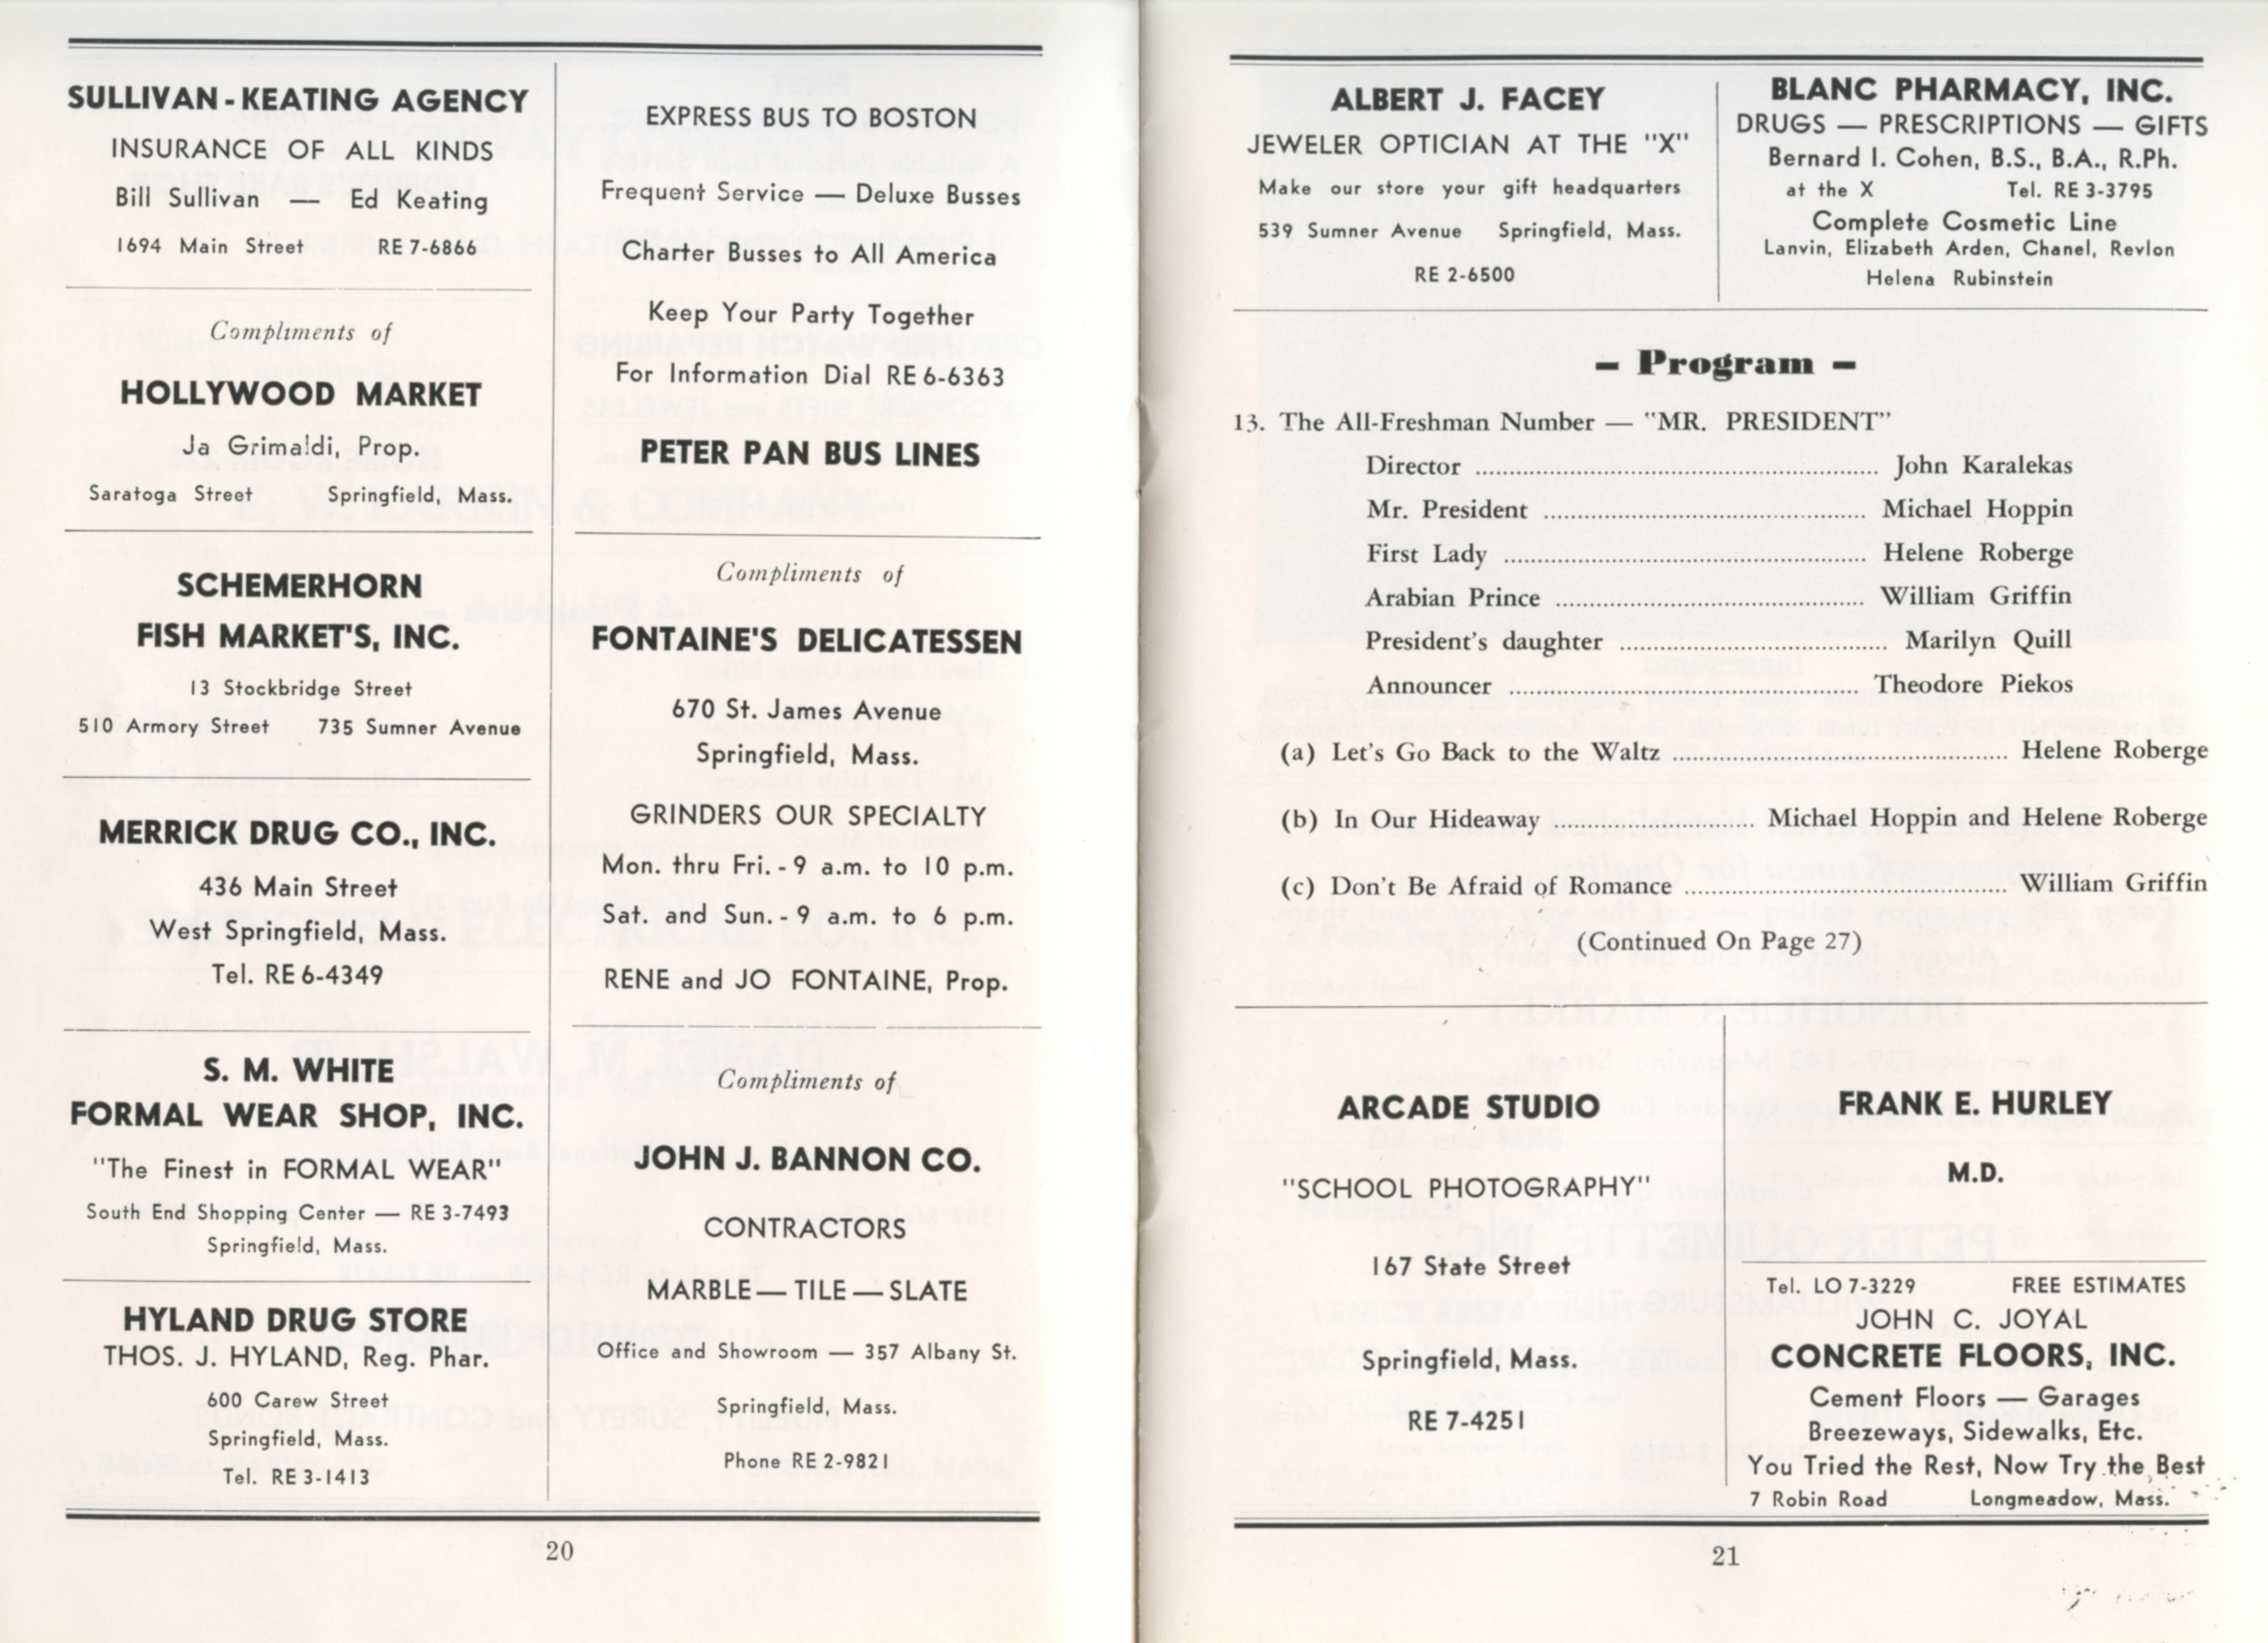 SULLIVAN - KEATING AGENCY
INSURANCE OF ALL KINDS
Bill Sullivan — Ed Keating
1694 Main Street RE 7-6866
Compliments of
HOLLYWOOD MARKET
Ja Grimaldi, Prop.
Saratoga Street Springfield, Mass.
SCHEMERHORN
FISH MARKET'S, INC.
13 Stockbridge Street
510 Armory Street 735 Sumner Avenue
MERRICK DRUG CO., INC.
436 Main Street
West Springfield, Mass.
Tel. RE 6-4349
S. M. WHITE
FORMAL WEAR SHOP, INC.
"The Finest in FORMAL WEAR"
South End Shopping Center — RE 3-7493
Springfield, Mass.
HYLAND DRUG STORE
THOS. J. HYLAND, Reg. Phar.
600 Carew Street
Springfield, Mass.
Tel. RE 3-1413
EXPRESS BUS TO BOSTON
Frequent Service — Deluxe Busses
Charter Busses to All America
Keep Your Party Together
For Information Dial RE 6-6363
PETER PAN BUS LINES
Compliments of
FONTAINE'S DELICATESSEN
670 St. James Avenue
Springfield, Mass.
GRINDERS OUR SPECIALTY
Mon. thru Fri. - 9 a.m. to 10 p.m.
Sat. and Sun. - 9 a.m. to 6 p.m.
RENE and JO FONTAINE, Prop.
Compliments of
JOHN J. BANNON CO.
CONTRACTORS
MARBLE — TILE — SLATE
Office and Showroom — 357 Albany St.
Springfield, Mass.
Phone RE 2-9821
20
ALBERT J. FACEY
JEWELER OPTICIAN AT THE "X"
Make our store your gift headquarters
539 Sumner Avenue Springfield, Mass.
RE 2-6500
BLANC PHARMACY, INC.
DRUGS — PRESCRIPTIONS — GIFTS
Bernard I. Cohen, B.S., B.A., R.Ph.
at the X Tel. RE 3-3795
Complete Cosmetic Line
Lanvin, Elizabeth Arden, Chanel, Revlon
Helena Rubinstein
– Program –
13. The All-Freshman Number — "MR. PRESIDENT"
Director ........ John Karalekas
Mr. President ........ Michael Hoppin
First Lady ........ Helene Roberge
Arabian Prince ........ William Griffin
President's daughter ........ Marilyn Quill
Announcer ........ Theodore Piekos
(a) Let's Go Back to the Waltz ........ Helene Roberge
(b) In Our Hideaway ........ Michael Hoppin and Helene Roberge
(c) Don't Be Afraid of Romance ........ William Griffin
(Continued On Page 27)
ARCADE STUDIO
"SCHOOL PHOTOGRAPHY"
167 State Street
Springfield, Mass.
RE 7-4251
FRANK E. HURLEY
M.D.
Tel. LO 7-3229 FREE ESTIMATES
JOHN C. JOYAL
CONCRETE FLOORS, INC.
Cement Floors — Garages
Breezeways, Sidewalks, Etc.
You Tried the Rest, Now Try the Best
7 Robin Road Longmeadow, Mass.
21